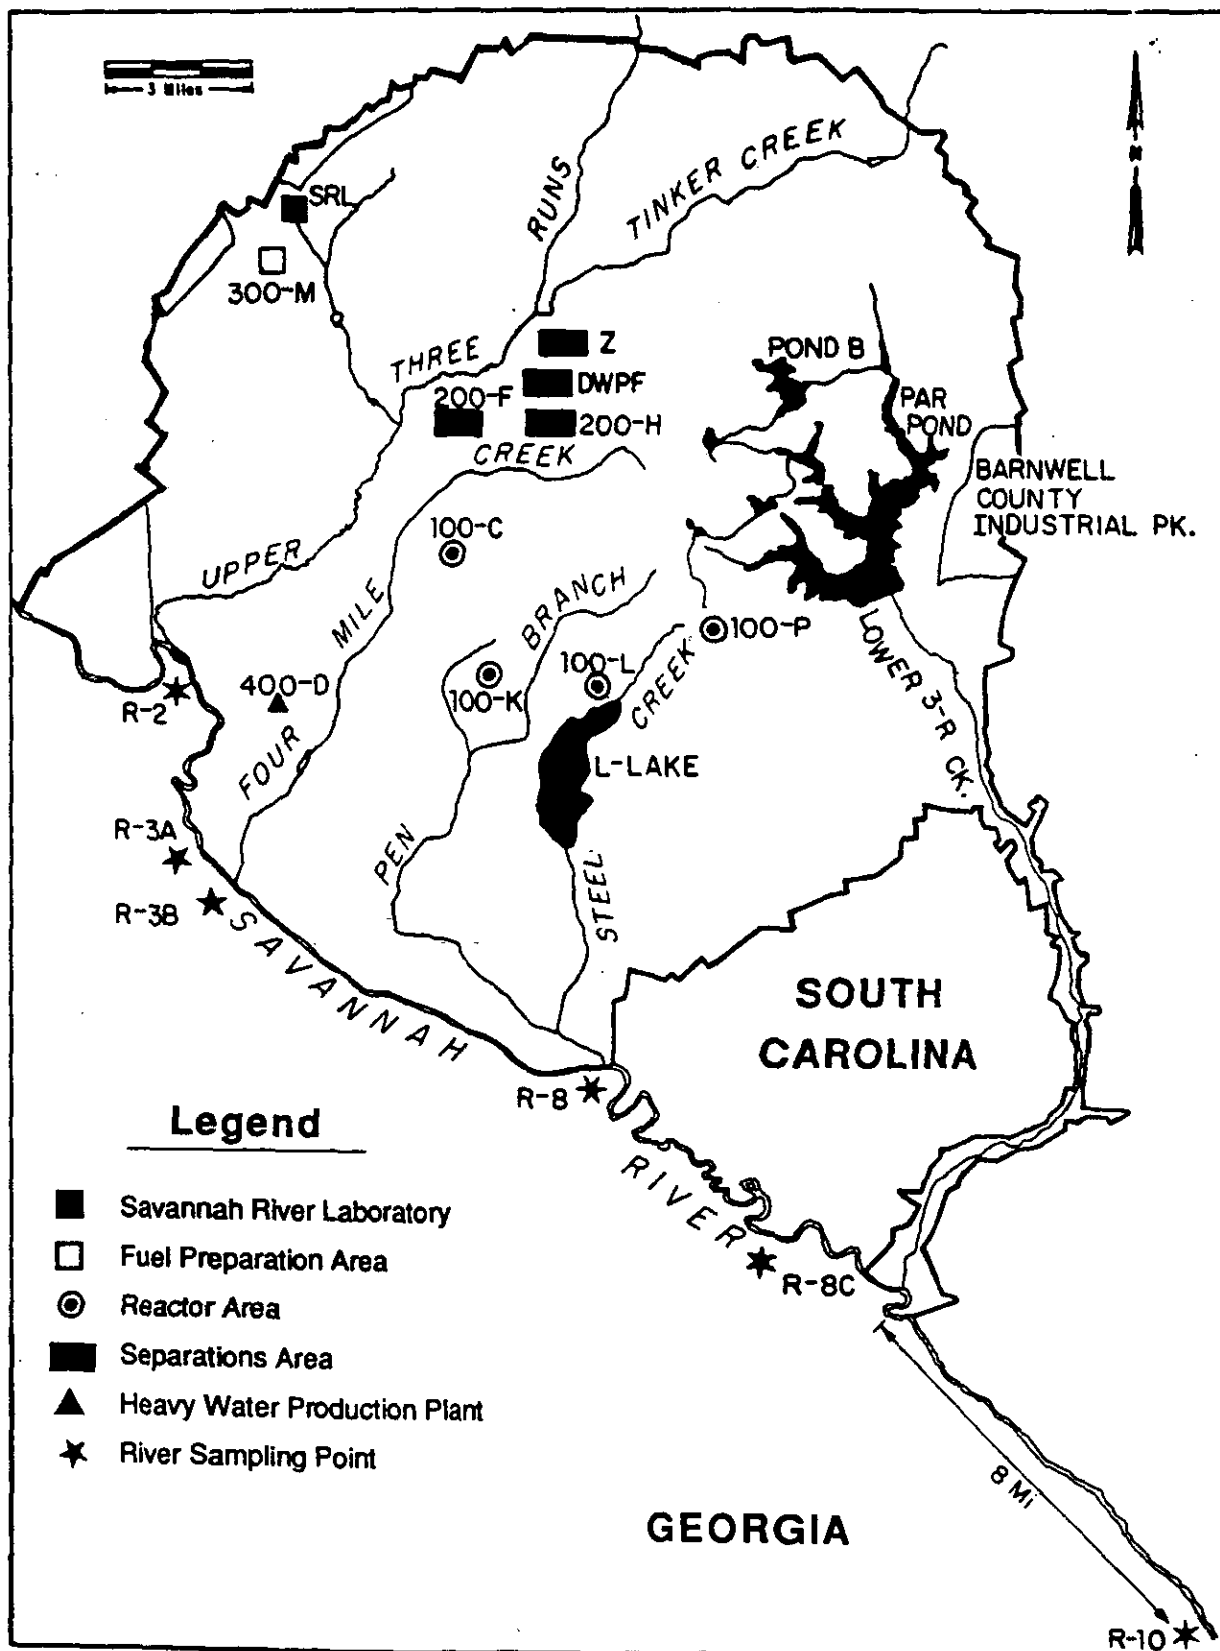 3 Miles
N
SRL
300-M
THREE
RUNS
TINKER CREEK
Z
DWPF
200-F
200-H
POND B
PAR
POND
CREEK
BARNWELL
COUNTY
INDUSTRIAL PK.
100-C
UPPER
MILE
BRANCH
100-P
LOWER 3-R CK.
400-D
R-2
100-K
100-L
CREEK
FOUR
L-LAKE
R-3A
PEN
STEEL
R-3B
SAVANNAH
SOUTH
CAROLINA
R-8
RIVER
R-8C
Legend
Savannah River Laboratory
Fuel Preparation Area
Reactor Area
Separations Area
Heavy Water Production Plant
River Sampling Point
8 Mi
GEORGIA
R-10